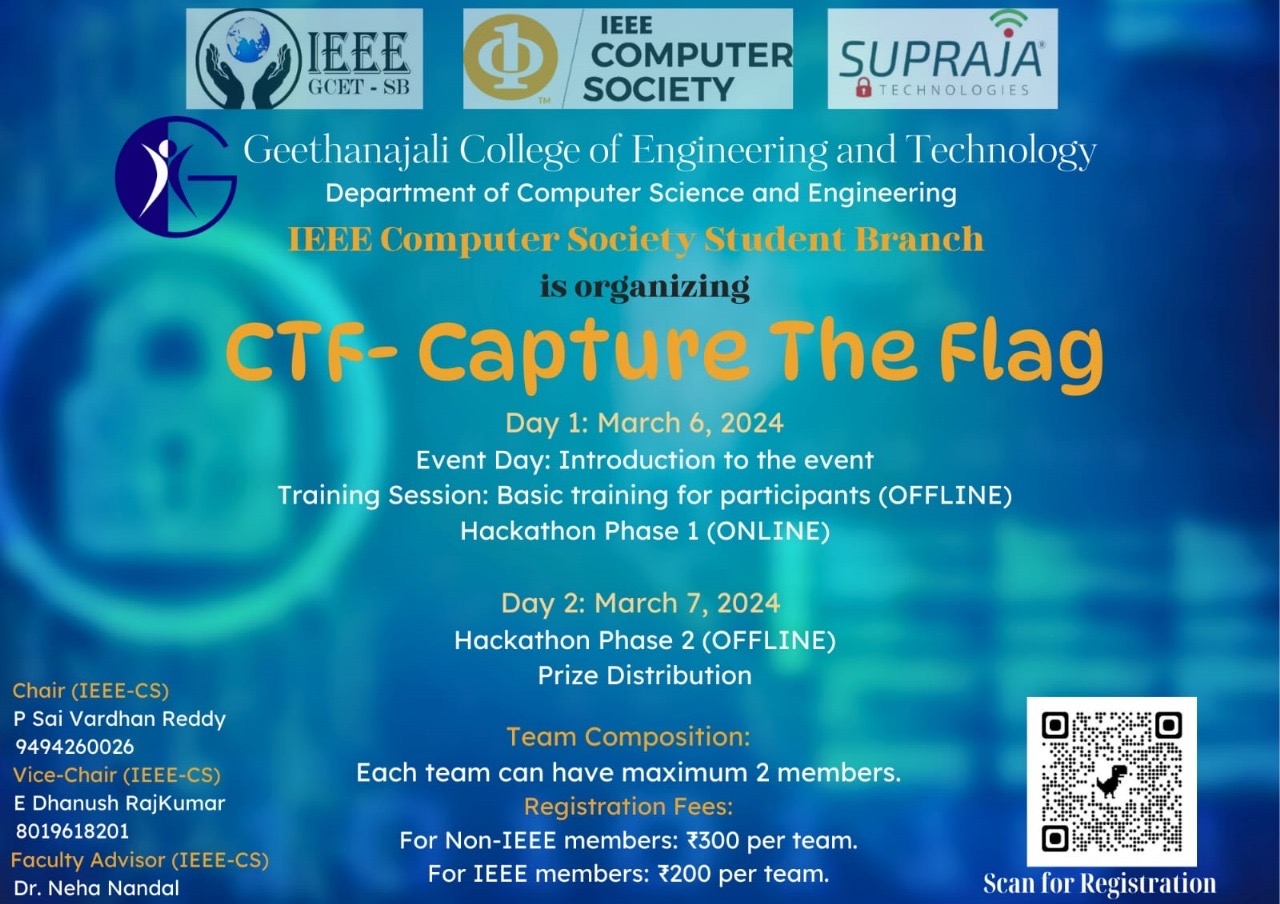 IEEE
GCET - SB
IEEE
COMPUTER
SOCIETY
TM
SUPRAJA®
TECHNOLOGIES
Geethanajali College of Engineering and Technology
Department of Computer Science and Engineering
IEEE Computer Society Student Branch
is organizing
CTF- Capture The Flag
Day 1: March 6, 2024
Event Day: Introduction to the event
Training Session: Basic training for participants (OFFLINE)
Hackathon Phase 1 (ONLINE)
Day 2: March 7, 2024
Hackathon Phase 2 (OFFLINE)
Prize Distribution
Chair (IEEE-CS)
P Sai Vardhan Reddy
9494260026
Vice-Chair (IEEE-CS)
E Dhanush RajKumar
8019618201
Faculty Advisor (IEEE-CS)
Dr. Neha Nandal
Team Composition:
Each team can have maximum 2 members.
Registration Fees:
For Non-IEEE members: ₹300 per team.
For IEEE members: ₹200 per team.
Scan for Registration